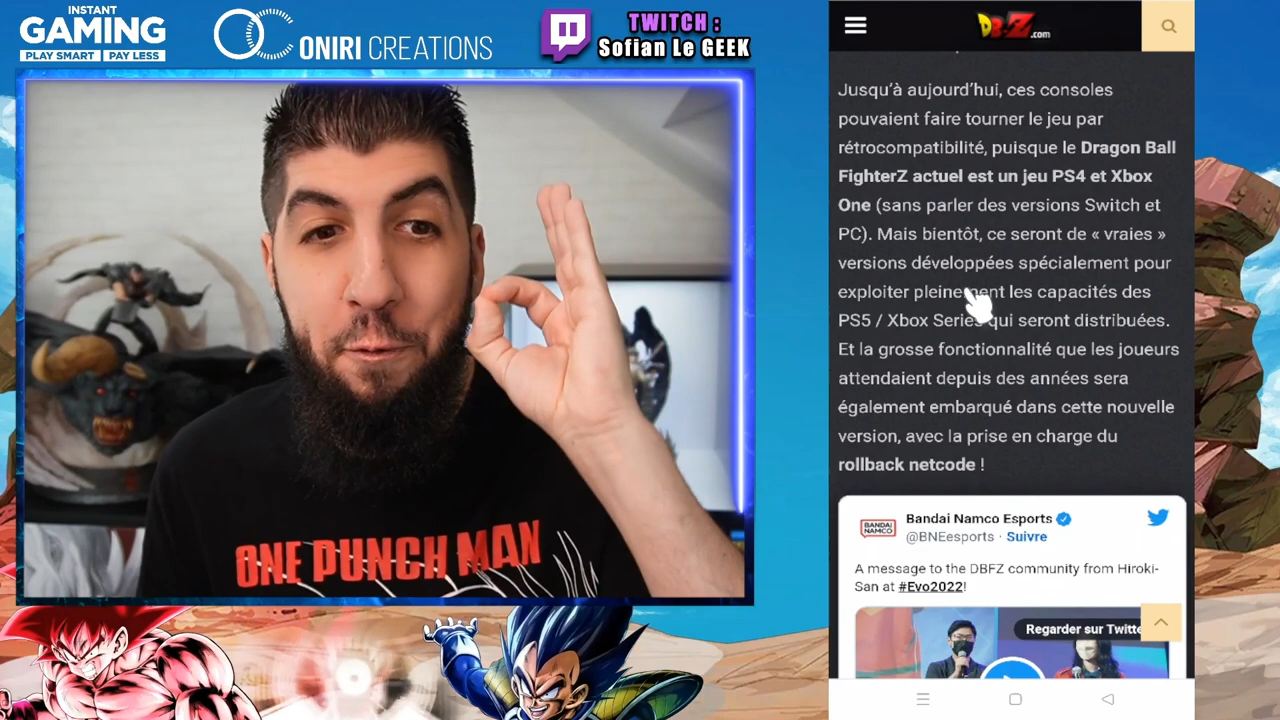 INSTANT
GAMING
PLAY SMART PAY LESS
ONIRI CREATIONS
TWITCH :
Sofian Le GEEK
ONE PUNCH MAN
DB-Z.com
Jusqu'à aujourd'hui, ces consoles
pouvaient faire tourner le jeu par
rétrocompatibilité, puisque le Dragon Ball
FighterZ actuel est un jeu PS4 et Xbox
One (sans parler des versions Switch et
PC). Mais bientôt, ce seront de « vraies »
versions développées spécialement pour
exploiter pleinement les capacités des
PS5 / Xbox Series qui seront distribuées.
Et la grosse fonctionnalité que les joueurs
attendaient depuis des années sera
également embarqué dans cette nouvelle
version, avec la prise en charge du
rollback netcode !
BANDAI NAMCO
Bandai Namco Esports
@BNEesports · Suivre
A message to the DBFZ community from Hiroki-
San at #Evo2022!
Regarder sur Twitte